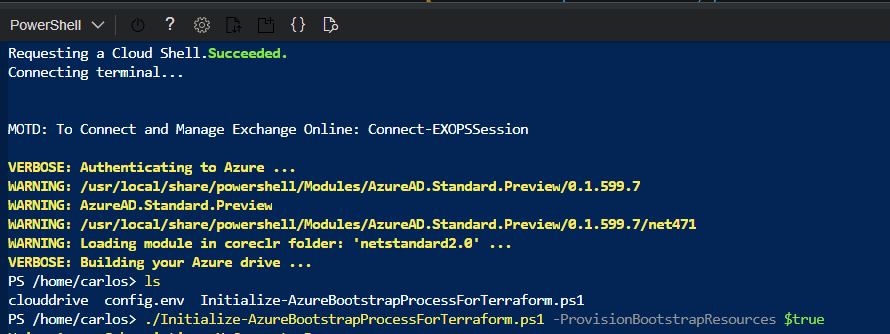 PowerShell
?
{}
Requesting a Cloud Shell.Succeeded.
Connecting terminal...
MOTD: To Connect and Manage Exchange Online: Connect-EXOPSSession
VERBOSE: Authenticating to Azure ...
WARNING: /usr/local/share/powershell/Modules/AzureAD.Standard.Preview/0.1.599.7
WARNING: AzureAD.Standard.Preview
WARNING: /usr/local/share/powershell/Modules/AzureAD.Standard.Preview/0.1.599.7/net471
WARNING: Loading module in coreclr folder: 'netstandard2.0' ...
VERBOSE: Building your Azure drive ...
PS /home/carlos> ls
clouddrive  config.env  Initialize-AzureBootstrapProcessForTerraform.ps1
PS /home/carlos> ./Initialize-AzureBootstrapProcessForTerraform.ps1 -ProvisionBootstrapResources $true